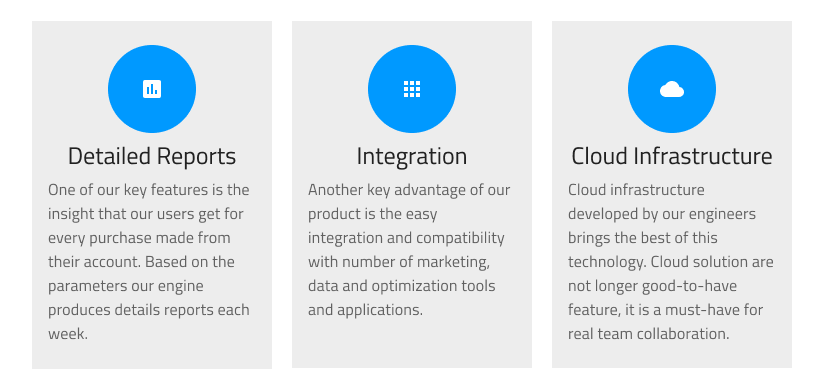 Detailed Reports
One of our key features is the
insight that our users get for
every purchase made from
their account. Based on the
parameters our engine
produces details reports each
week.
Integration
Another key advantage of our
product is the easy
integration and compatibility
with number of marketing,
data and optimization tools
and applications.
Cloud Infrastructure
Cloud infrastructure
developed by our engineers
brings the best of this
technology. Cloud solution are
not longer good-to-have
feature, it is a must-have for
real team collaboration.